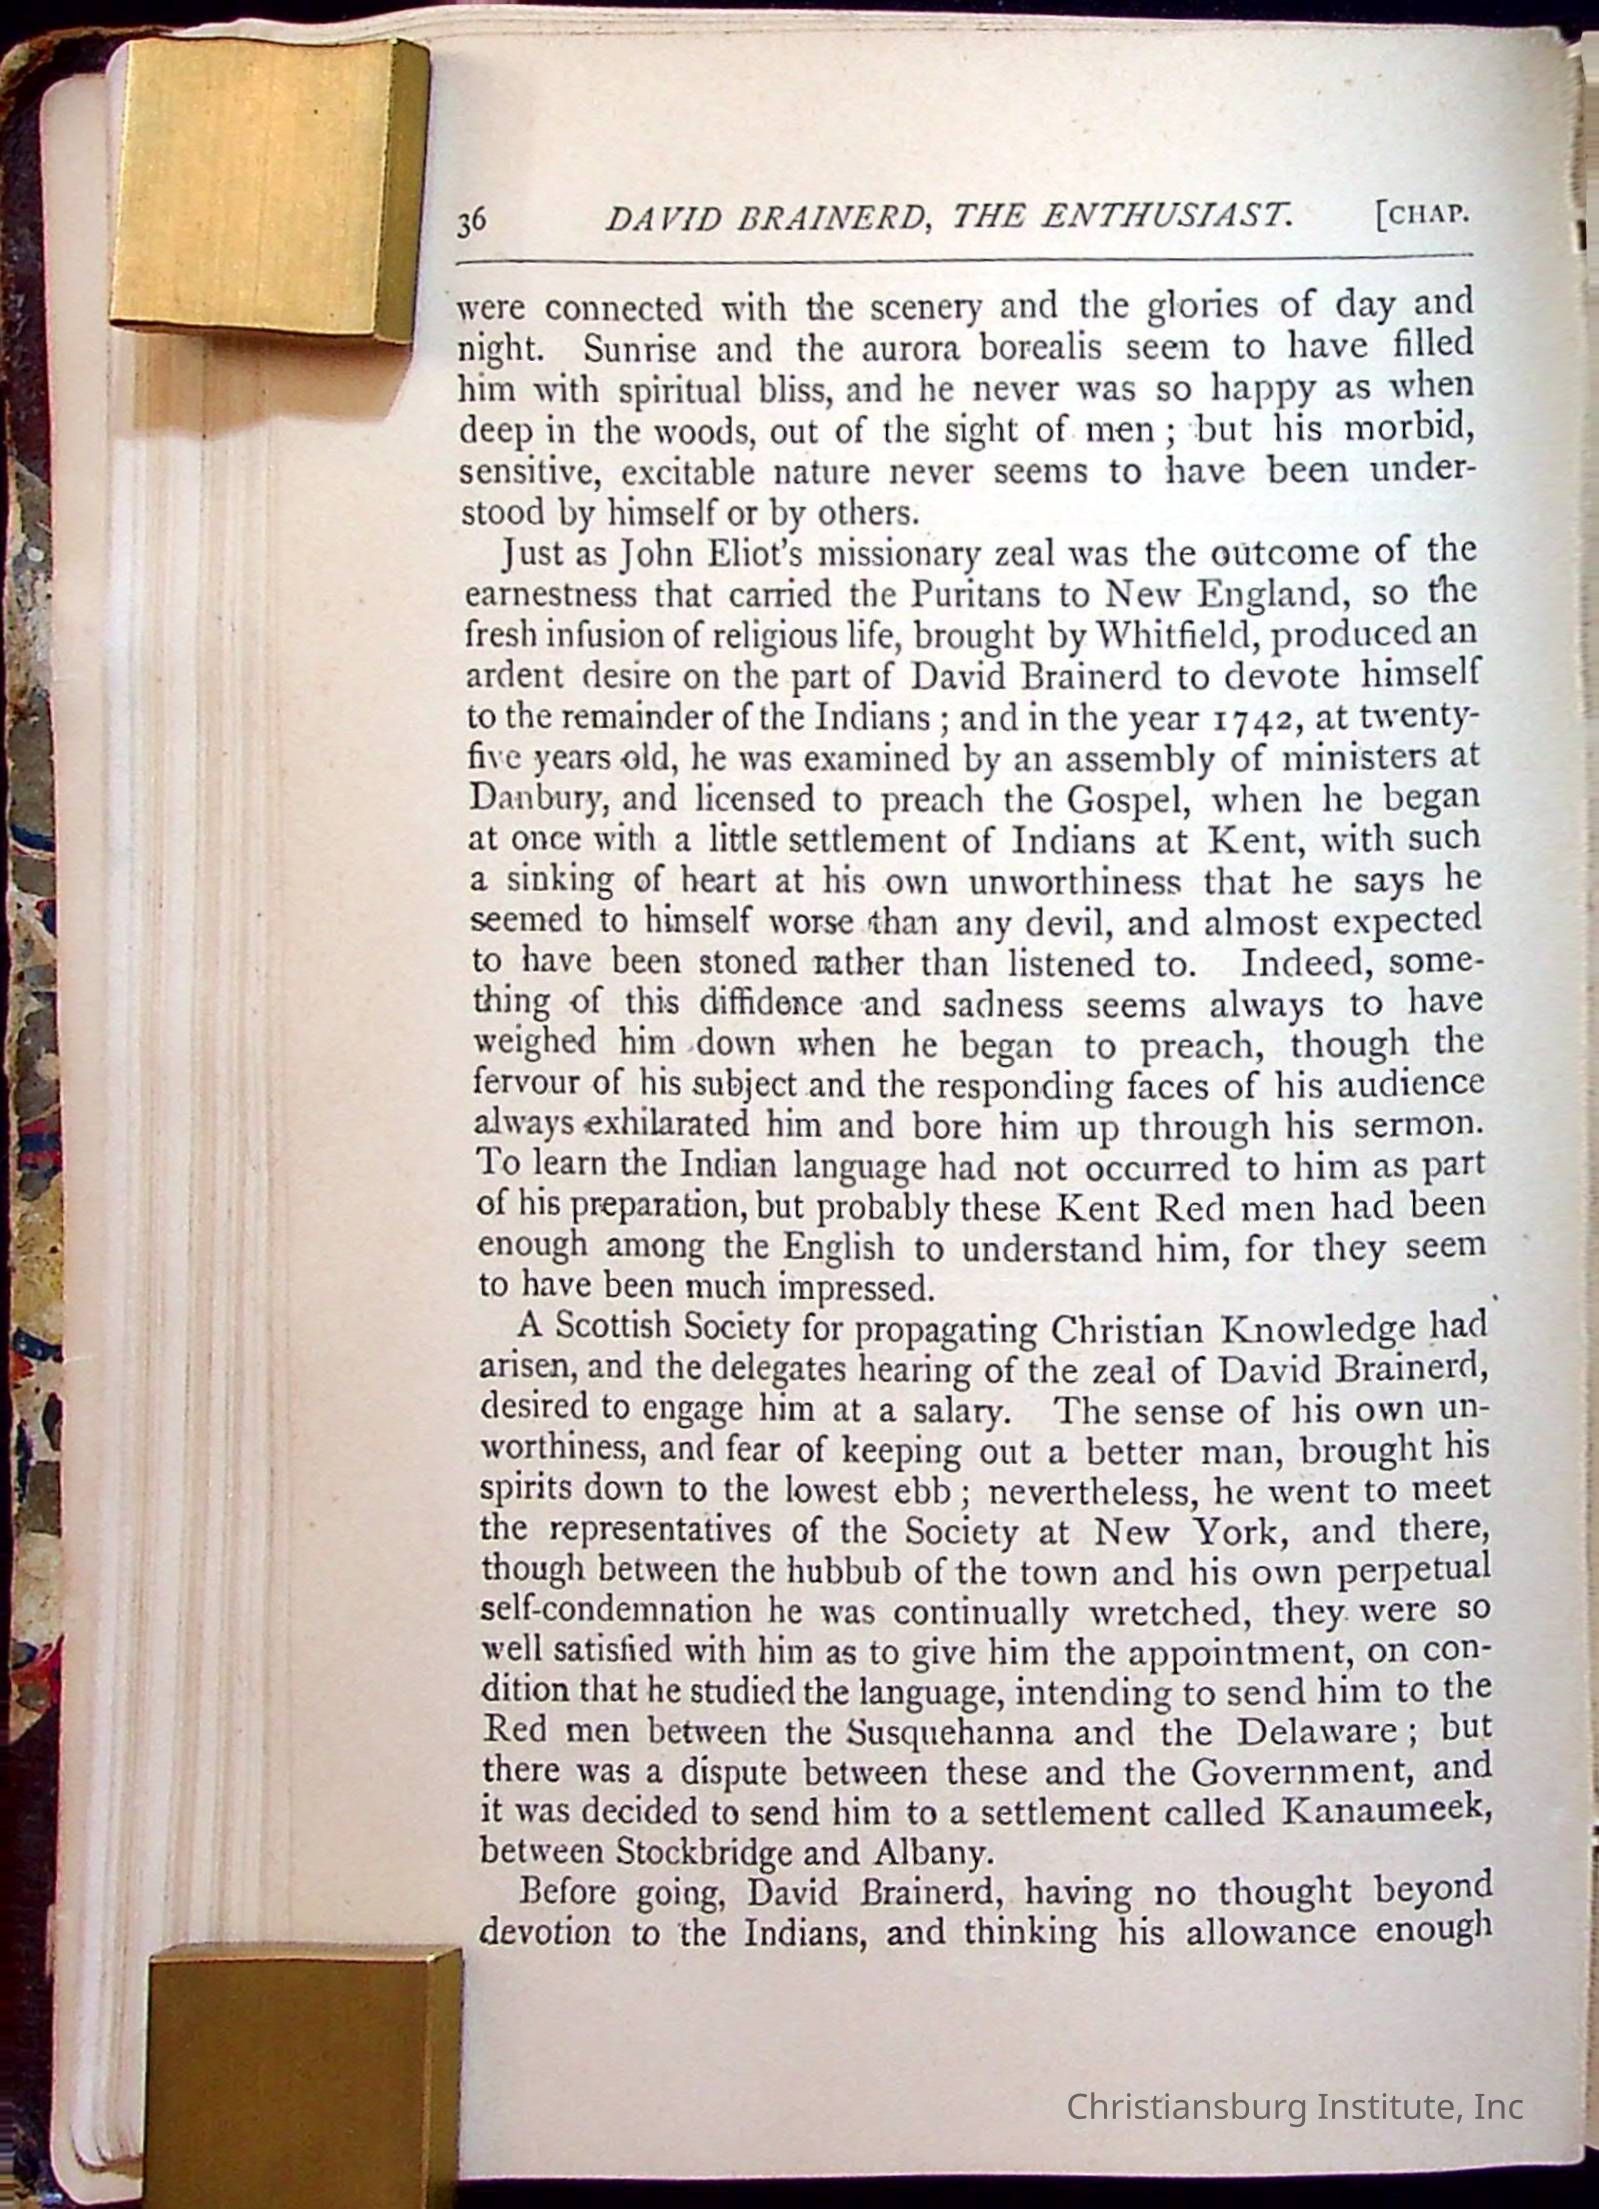 36 DAVID BRAINERD, THE ENTHUSIAST. [CHAP.
were connected with the scenery and the glories of day and
night. Sunrise and the aurora borealis seem to have filled
him with spiritual bliss, and he never was so happy as when
deep in the woods, out of the sight of men ; but his morbid,
sensitive, excitable nature never seems to have been under-
stood by himself or by others.
Just as John Eliot's missionary zeal was the outcome of the
earnestness that carried the Puritans to New England, so the
fresh infusion of religious life, brought by Whitfield, produced an
ardent desire on the part of David Brainerd to devote himself
to the remainder of the Indians ; and in the year 1742, at twenty-
five years old, he was examined by an assembly of ministers at
Danbury, and licensed to preach the Gospel, when he began
at once with a little settlement of Indians at Kent, with such
a sinking of heart at his own unworthiness that he says he
seemed to himself worse than any devil, and almost expected
to have been stoned rather than listened to. Indeed, some-
thing of this diffidence and sadness seems always to have
weighed him down when he began to preach, though the
fervour of his subject and the responding faces of his audience
always exhilarated him and bore him up through his sermon.
To learn the Indian language had not occurred to him as part
of his preparation, but probably these Kent Red men had been
enough among the English to understand him, for they seem
to have been much impressed.
A Scottish Society for propagating Christian Knowledge had
arisen, and the delegates hearing of the zeal of David Brainerd,
desired to engage him at a salary. The sense of his own un-
worthiness, and fear of keeping out a better man, brought his
spirits down to the lowest ebb ; nevertheless, he went to meet
the representatives of the Society at New York, and there,
though between the hubbub of the town and his own perpetual
self-condemnation he was continually wretched, they were so
well satisfied with him as to give him the appointment, on con-
dition that he studied the language, intending to send him to the
Red men between the Susquehanna and the Delaware ; but
there was a dispute between these and the Government, and
it was decided to send him to a settlement called Kanaumeek,
between Stockbridge and Albany.
Before going, David Brainerd, having no thought beyond
devotion to the Indians, and thinking his allowance enough
Christiansburg Institute, Inc